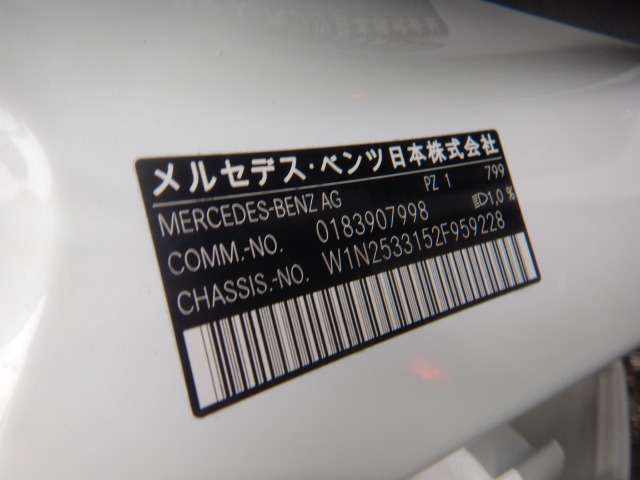 メルセデス・ベンツ日本株式会社
MERCEDES-BENZ AG PZ 1 799
COMM.-NO. 0183907998 1,0 %
CHASSIS.-NO. W1N2533152F959228